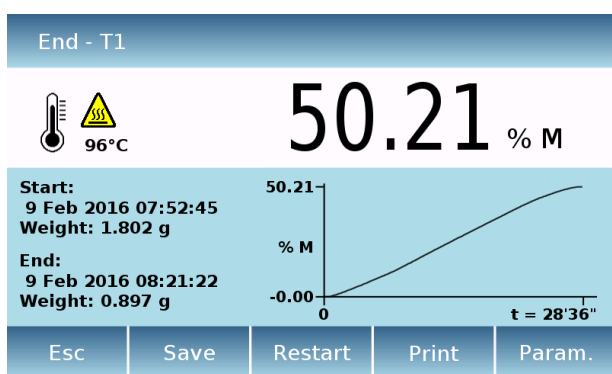 End - T1
96°C
50.21 % M
Start:
9 Feb 2016 07:52:45
Weight: 1.802 g
End:
9 Feb 2016 08:21:22
Weight: 0.897 g
50.21
% M
-0.00
0
t = 28'36"
Esc Save Restart Print Param.